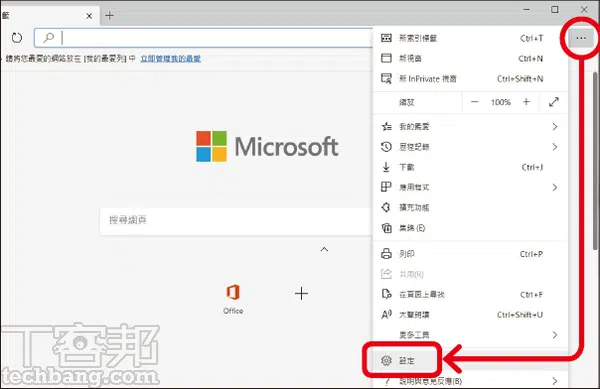 籤
請將您最愛的網站放在 [我的最愛列] 中 立即管理我的最愛
Microsoft
搜尋網頁
Office
新索引標籤 Ctrl+T
新視窗 Ctrl+N
新 InPrivate 視窗 Ctrl+Shift+N
縮放 100%
我的最愛
歷程記錄
下載 Ctrl+J
應用程式
擴充功能
集錦 (E)
列印 Ctrl+P
共用(R)
在頁面上尋找 Ctrl+F
大聲朗讀 Ctrl+Shift+U
更多工具
設定
說明與意見反應(B)
T客邦
techbang.com